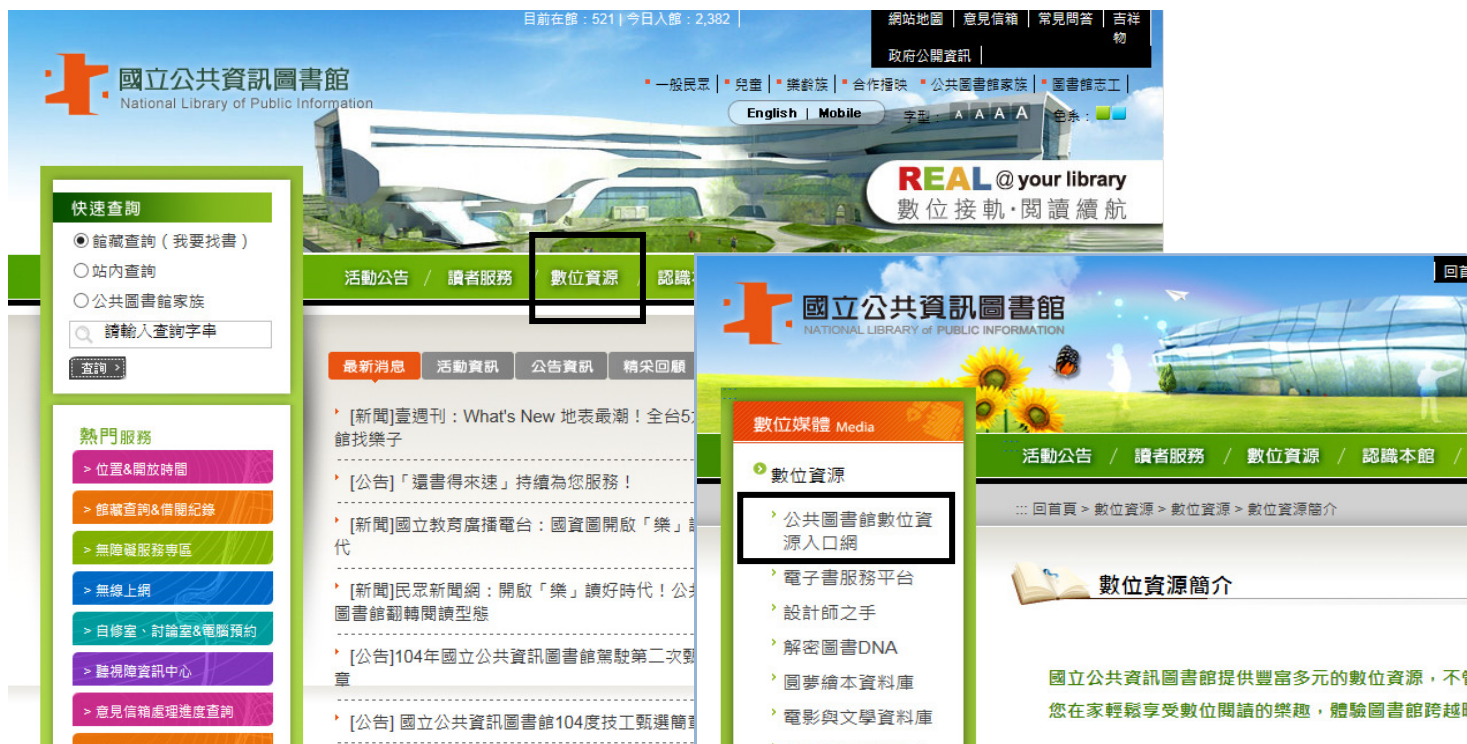 目前在館：521 | 今日入館：2,382 |
網站地圖 | 意見信箱 | 常見問答 | 吉祥物
政府公開資訊 |
國立公共資訊圖書館
National Library of Public Information
一般民眾 | 兒童 | 樂齡族 | 合作播映 公共圖書館家族 | 圖書館志工 |
English | Mobile
字型： A A A A 色系：
REAL @ your library
數位接軌·閱讀續航
快速查詢
館藏查詢 ( 我要找書 )
站內查詢
公共圖書館家族
請輸入查詢字串
查詢 >
熱門服務
> 位置&開放時間
> 館藏查詢&借閱紀錄
> 無障礙服務專區
> 無線上網
> 自修室、討論室&電腦預約
> 聽視障資訊中心
> 意見信箱處理進度查詢
活動公告 / 讀者服務 / 數位資源 / 認識
最新消息 活動資訊 公告資訊 精采回顧
[新聞]壹週刊：What's New 地表最潮！全台5
館找樂子
[公告]「還書得來速」持續為您服務！
[新聞]國立教育廣播電台：國資圖開啟「樂」
代
[新聞]民眾新聞網：開啟「樂」讀好時代！公
圖書館翻轉閱讀型態
[公告]104年國立公共資訊圖書館駕駛第二次甄
章
[公告] 國立公共資訊圖書館104度技工甄選簡章
回首
國立公共資訊圖書館
NATIONAL LIBRARY of PUBLIC INFORMATION
數位媒體 Media
數位資源
公共圖書館數位資
源入口網
電子書服務平台
設計師之手
解密圖書DNA
圓夢繪本資料庫
電影與文學資料庫
::: 活動公告 / 讀者服務 / 數位資源 / 認識本館 /
::: 回首頁 > 數位資源 > 數位資源 > 數位資源簡介
數位資源簡介
國立公共資訊圖書館提供豐富多元的數位資源，不
您在家輕鬆享受數位閱讀的樂趣，體驗圖書館跨越